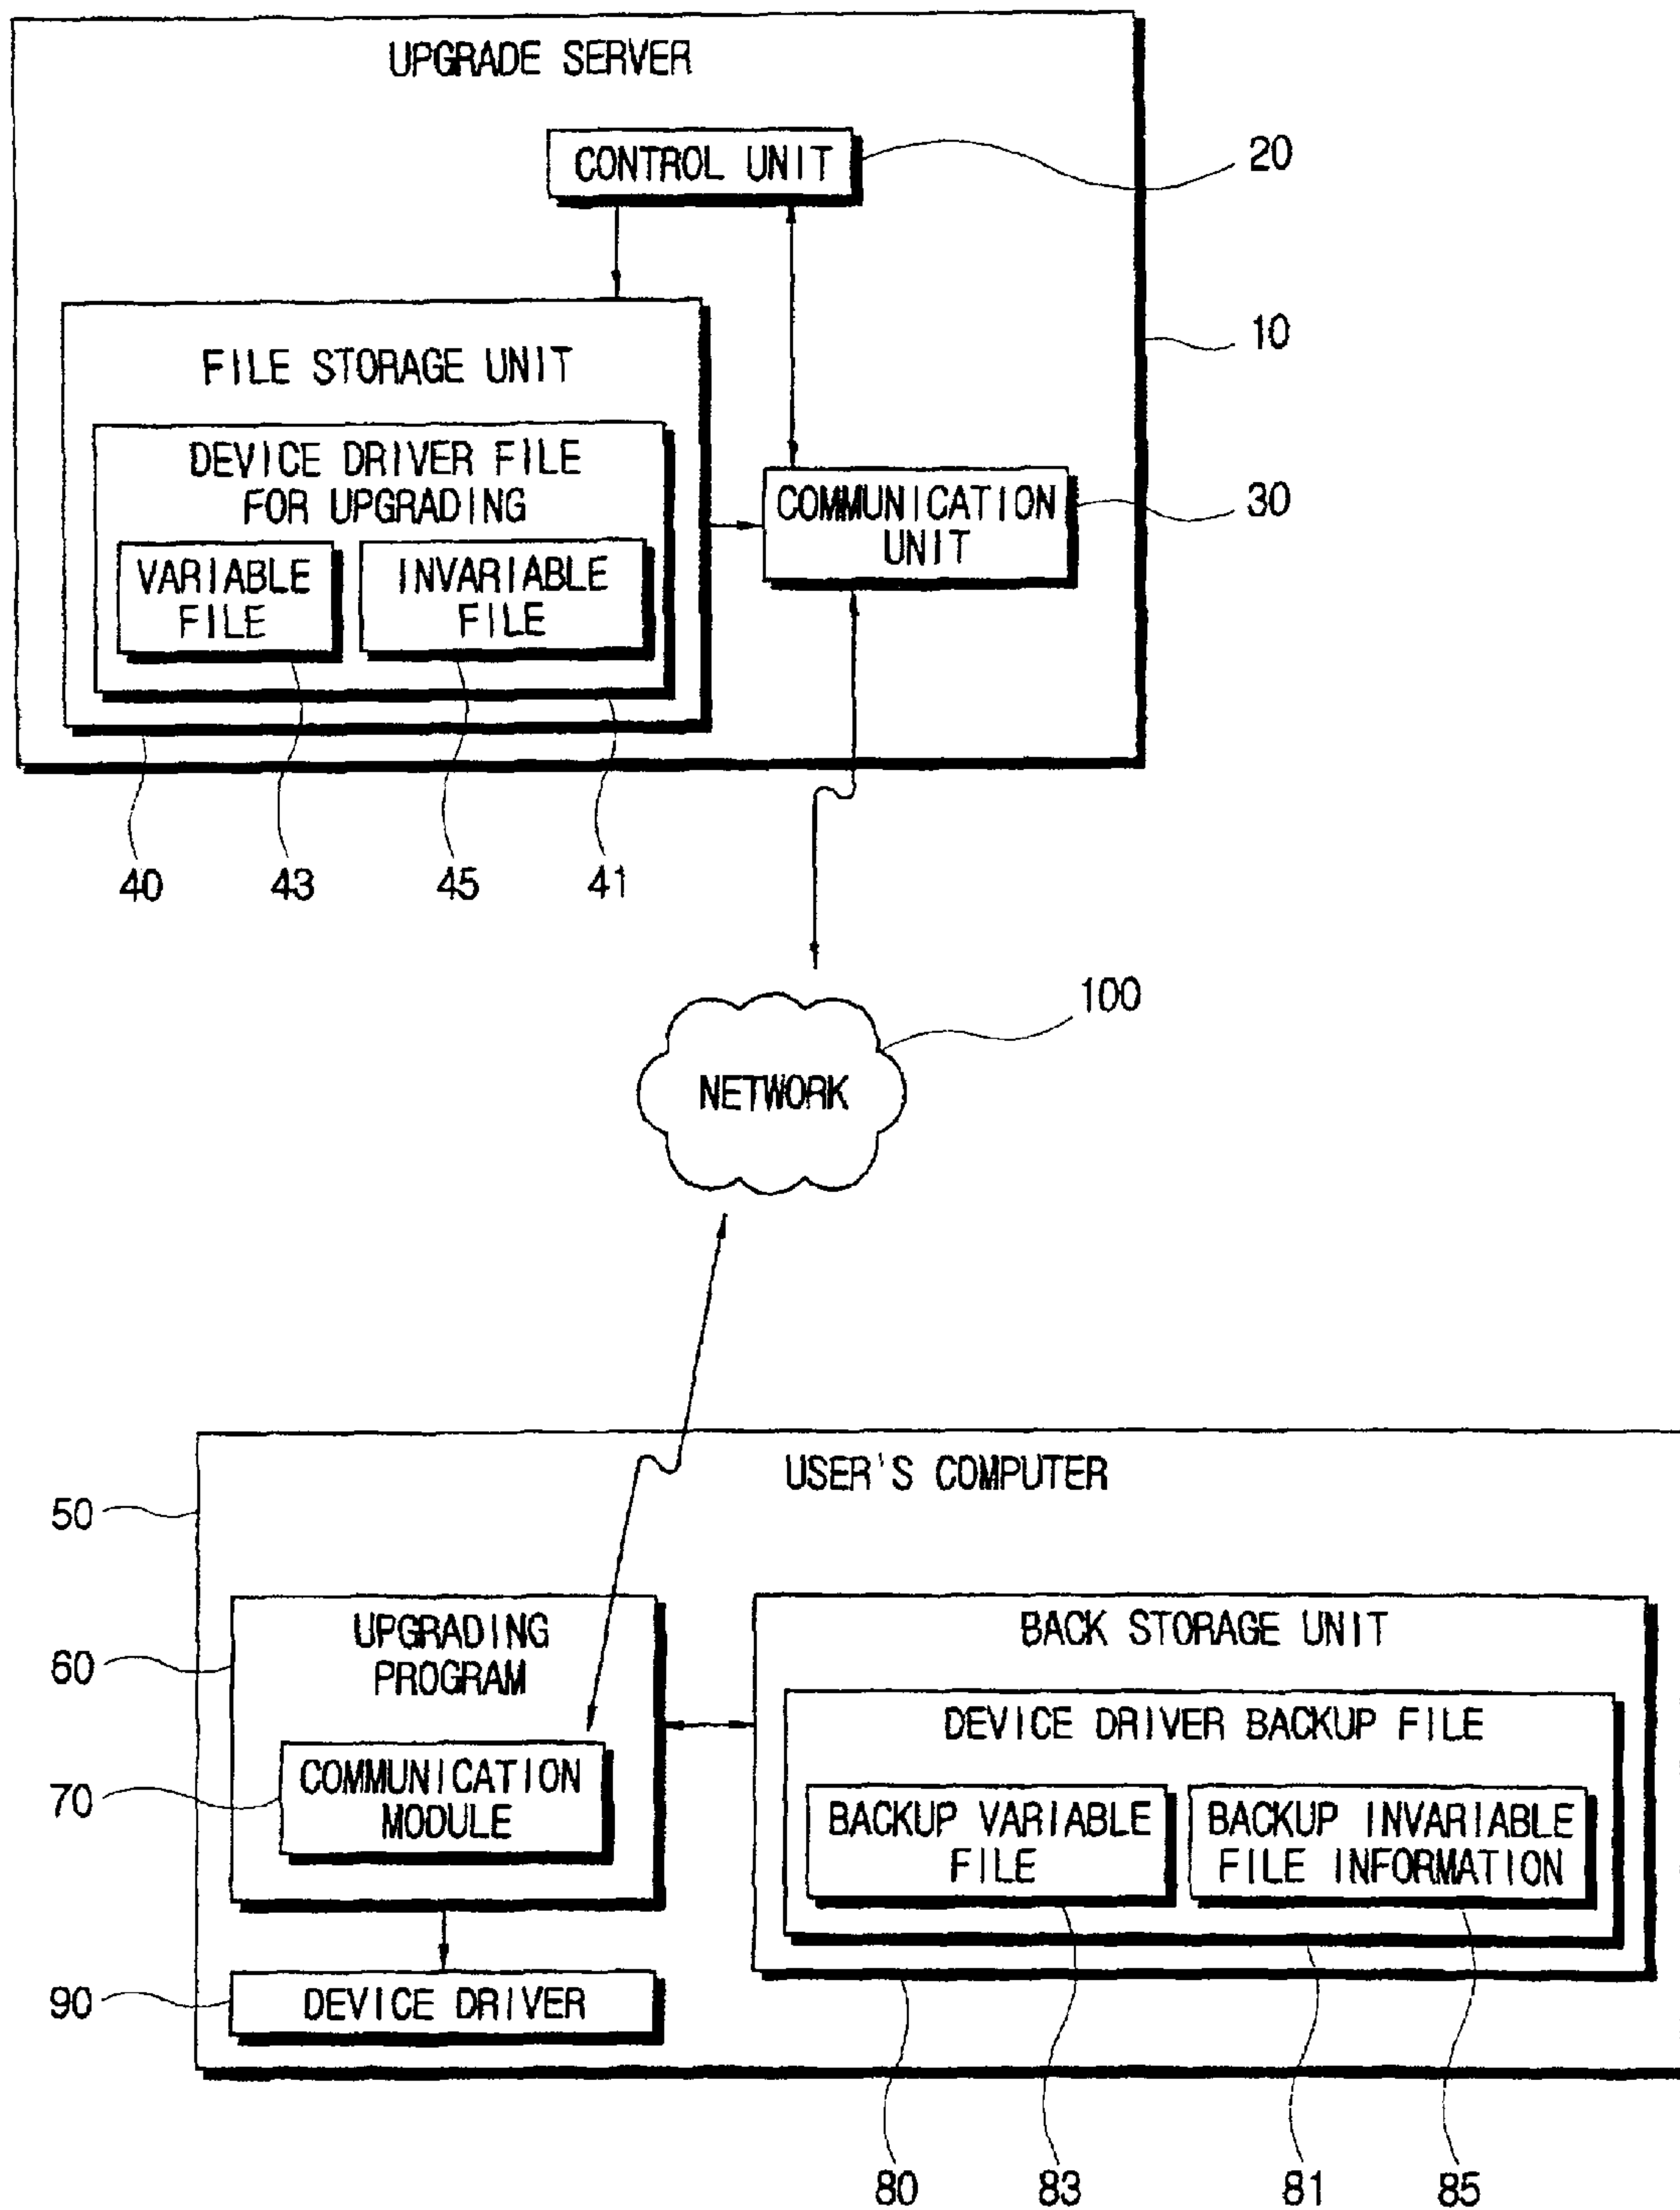 UPGRADE SERVER
CONTROL UNIT
20
10
FILE STORAGE UNIT
DEVICE DRIVER FILE
FOR UPGRADING
VARIABLE
FILE
INVARIABLE
FILE
COMMUNICATION
UNIT
30
40
43
45
41
100
NETWORK
USER'S COMPUTER
50
UPGRADING
PROGRAM
60
COMMUNICATION
MODULE
70
BACK STORAGE UNIT
DEVICE DRIVER BACKUP FILE
BACKUP VARIABLE
FILE
BACKUP INVARIABLE
FILE INFORMATION
90
DEVICE DRIVER
80
83
81
85